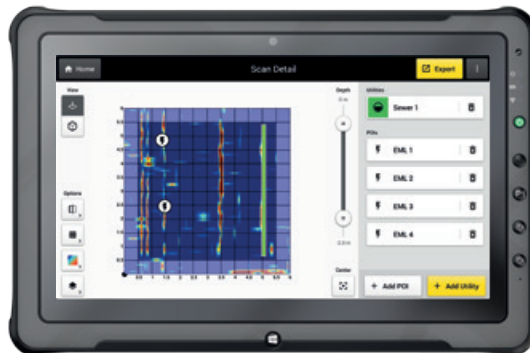 Home
Scan Detail
Export
View
Depth
0 m
Utilities
Sewer 1
POIs
EML 1
EML 2
EML 3
EML 4
Options
Center
+ Add POI
+ Add Utility